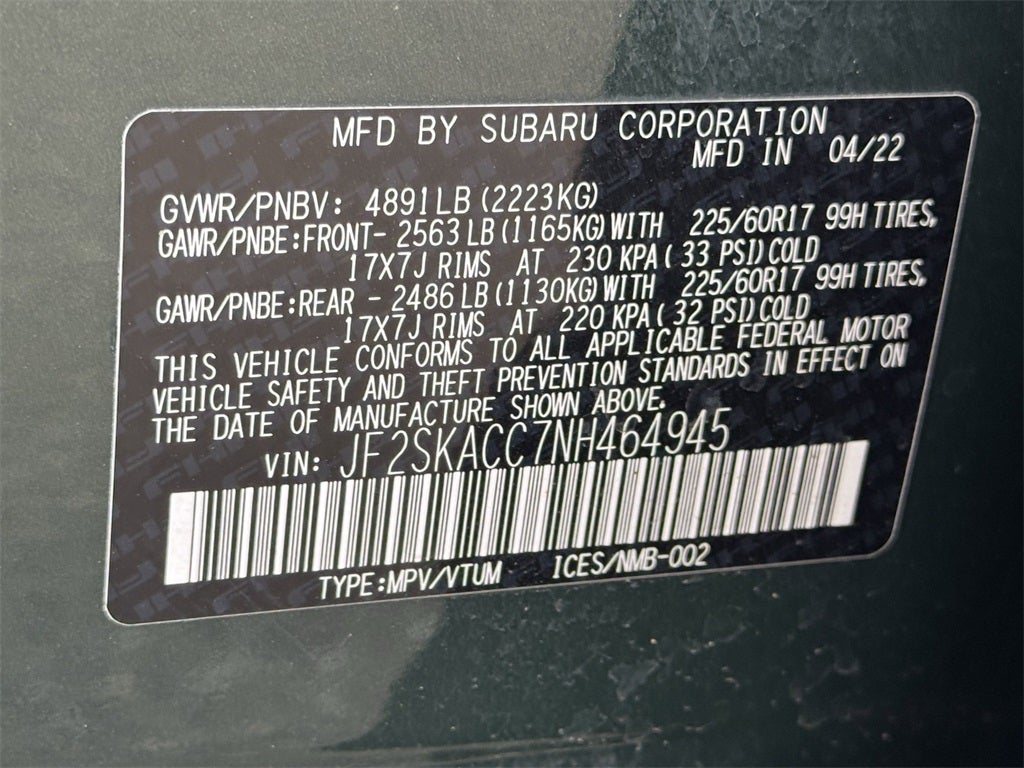 MFD BY SUBARU CORPORATION
MFD IN 04/22
GVWR/PNBV: 4891LB (2223KG)
GAWR/PNBE:FRONT- 2563LB (1165KG) WITH 225/60R17 99H TIRES,
17X7J RIMS AT 230 KPA( 33 PSI) COLD
GAWR/PNBE:REAR - 2486LB (1130KG) WITH 225/60R17 99H TIRES,
17X7J RIMS AT 220 KPA( 32 PSI) COLD
THIS VEHICLE CONFORMS TO ALL APPLICABLE FEDERAL MOTOR
VEHICLE SAFETY AND THEFT PREVENTION STANDARDS IN EFFECT ON
THE DATE OF MANUFACTURE SHOWN ABOVE.
VIN: JF2SKACC7NH464945
TYPE:MPV/VTUM ICES/NMB-002